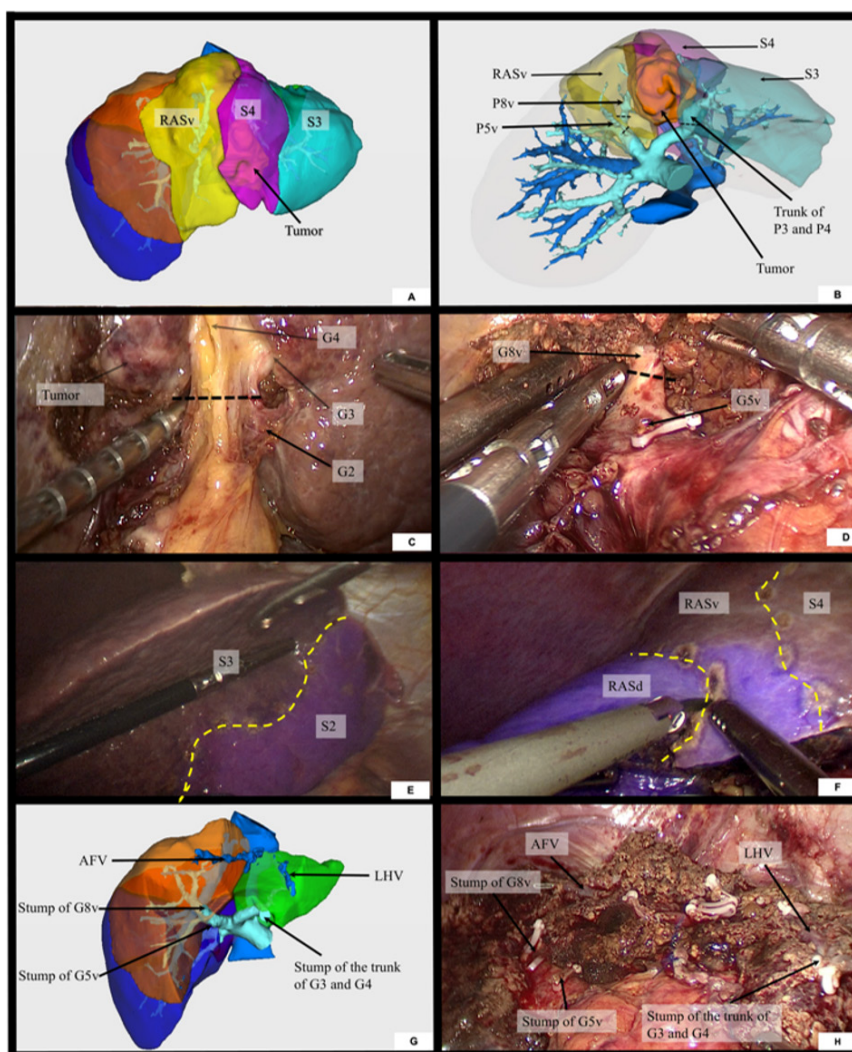 RASv
S4
S3
Tumor
A
S4
RASv
S3
P8v
P5v
Trunk of
P3 and P4
Tumor
B
G4
Tumor
G3
G2
C
G8v
G5v
D
S3
S2
E
RASv
S4
RASd
F
AFV
LHV
Stump of G8v
Stump of G5v
Stump of the trunk
of G3 and G4
G
AFV
LHV
Stump of G8v
Stump of G5v
Stump of the trunk of
G3 and G4
H